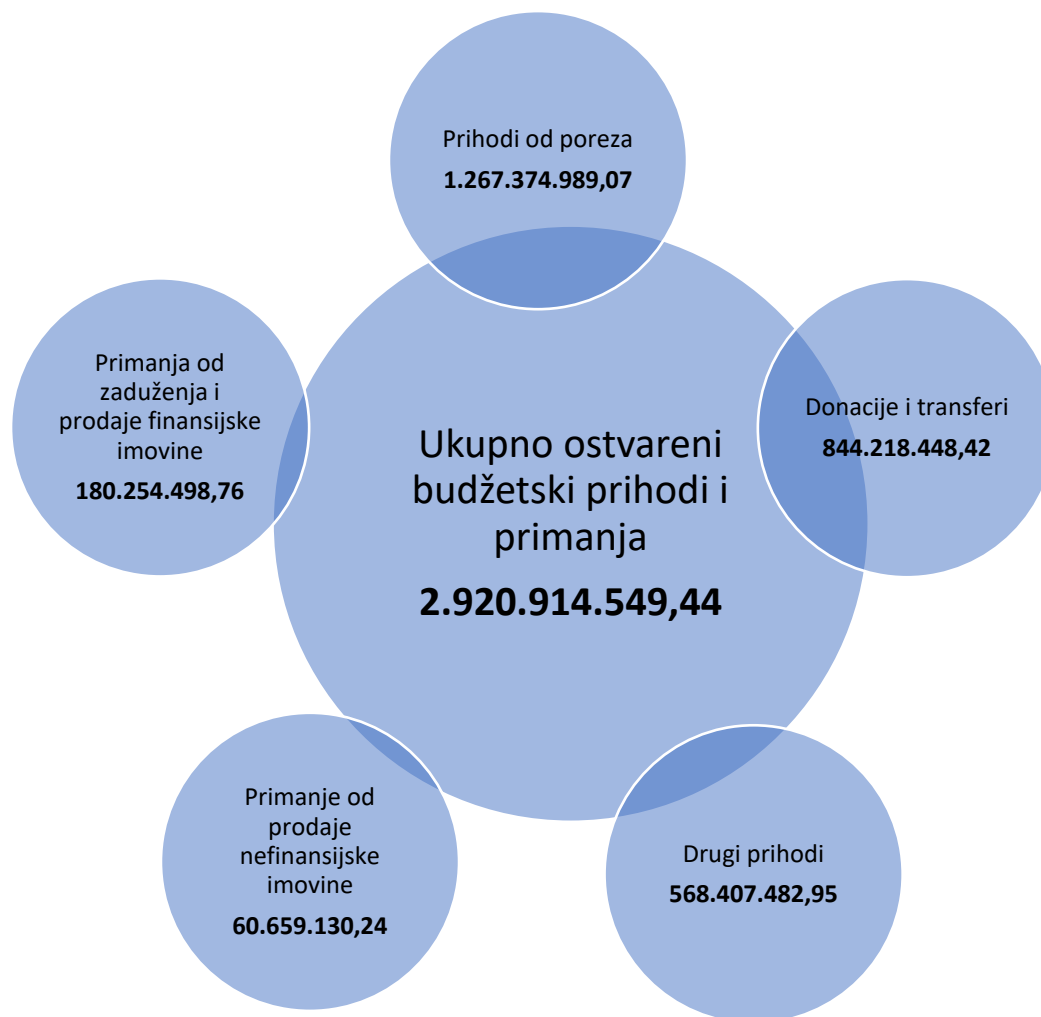 Prihodi od poreza
1.267.374.989,07
Donacije i transferi
844.218.448,42
Drugi prihodi
568.407.482,95
Primanje od
prodaje
nefinansijske
imovine
60.659.130,24
Primanja od
zaduženja i
prodaje finansijske
imovine
180.254.498,76
Ukupno ostvareni
budžetski prihodi i
primanja
2.920.914.549,44